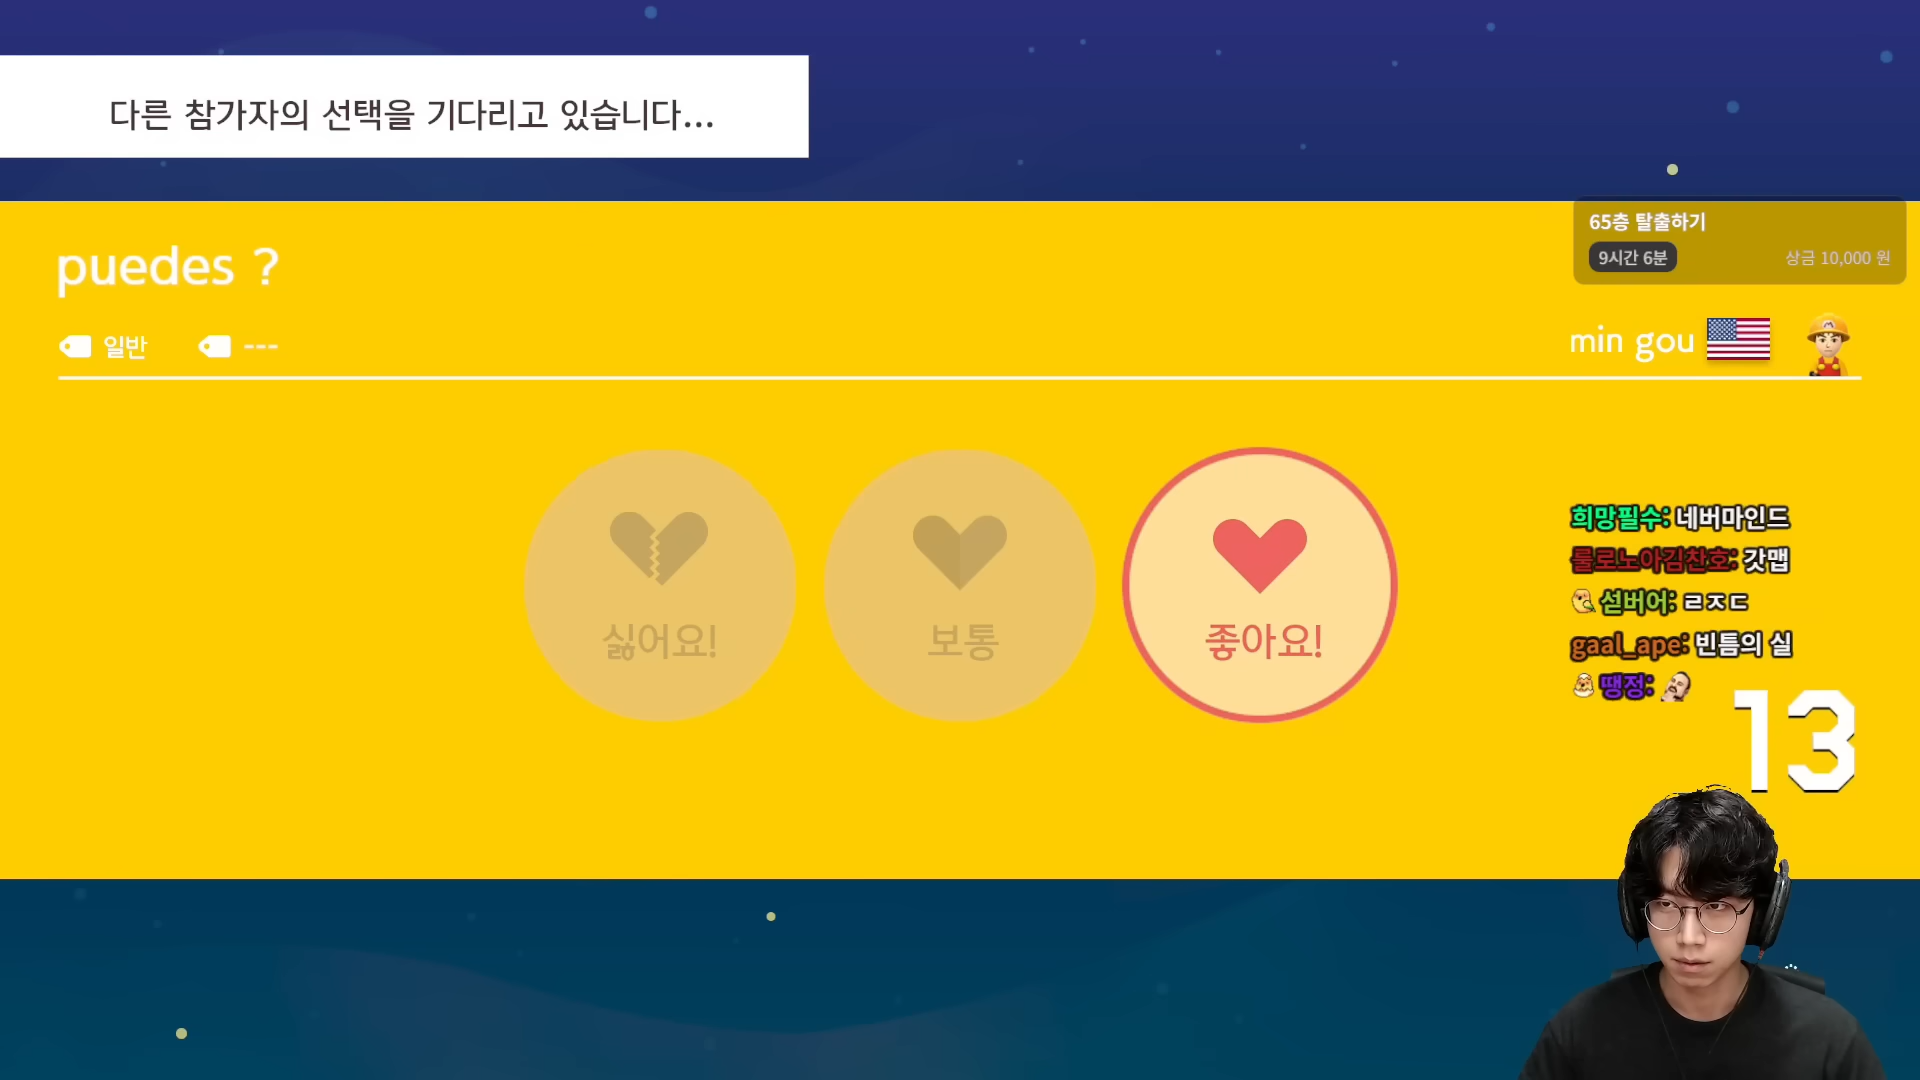 다른 참가자의 선택을 기다리고 있습니다...
puedes ?
65층 탈출하기
9시간 6분
상금 10,000 원
일반
---
min gou
싫어요!
보통
좋아요!
희망필수: 네버마인드
룰로노아김찬호: 갓맵
섣버어: ㄹㅈㄷ
gaal_ape: 빈틈의 실
땡정:
13